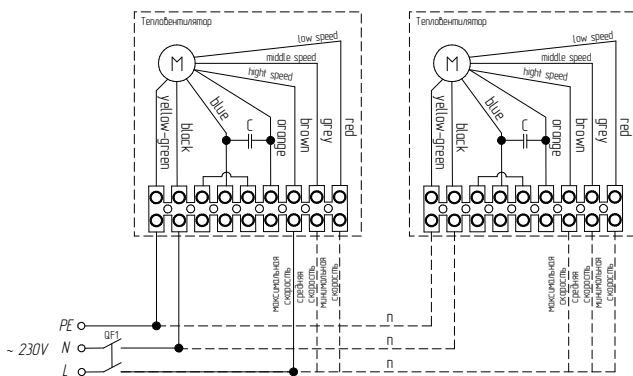 Тепловентилятор
low speed
middle speed
hight speed
M
yellow-green
black
blue
C
orange
brown
grey
red
Тепловентилятор
low speed
middle speed
hight speed
M
yellow-green
black
blue
C
orange
brown
grey
red
максимальная
скорость
средняя
скорость
минимальная
скорость
максимальная
скорость
средняя
скорость
минимальная
скорость
PE
n
~ 230V
QF1
N
n
L
n